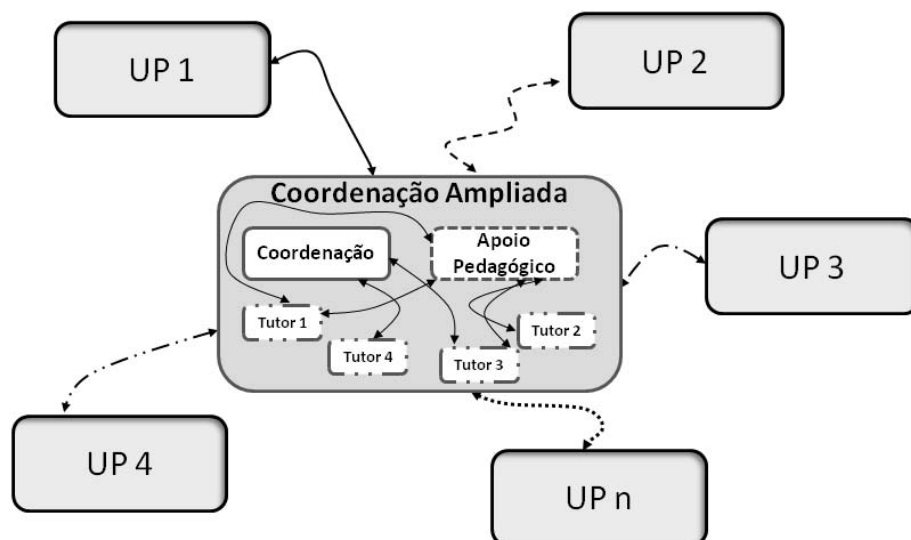 UP 1
UP 2
Coordenação Ampliada
Coordenação
Apoio
Pedagógico
UP 3
Tutor 1
Tutor 2
Tutor 4
Tutor 3
UP 4
UP n